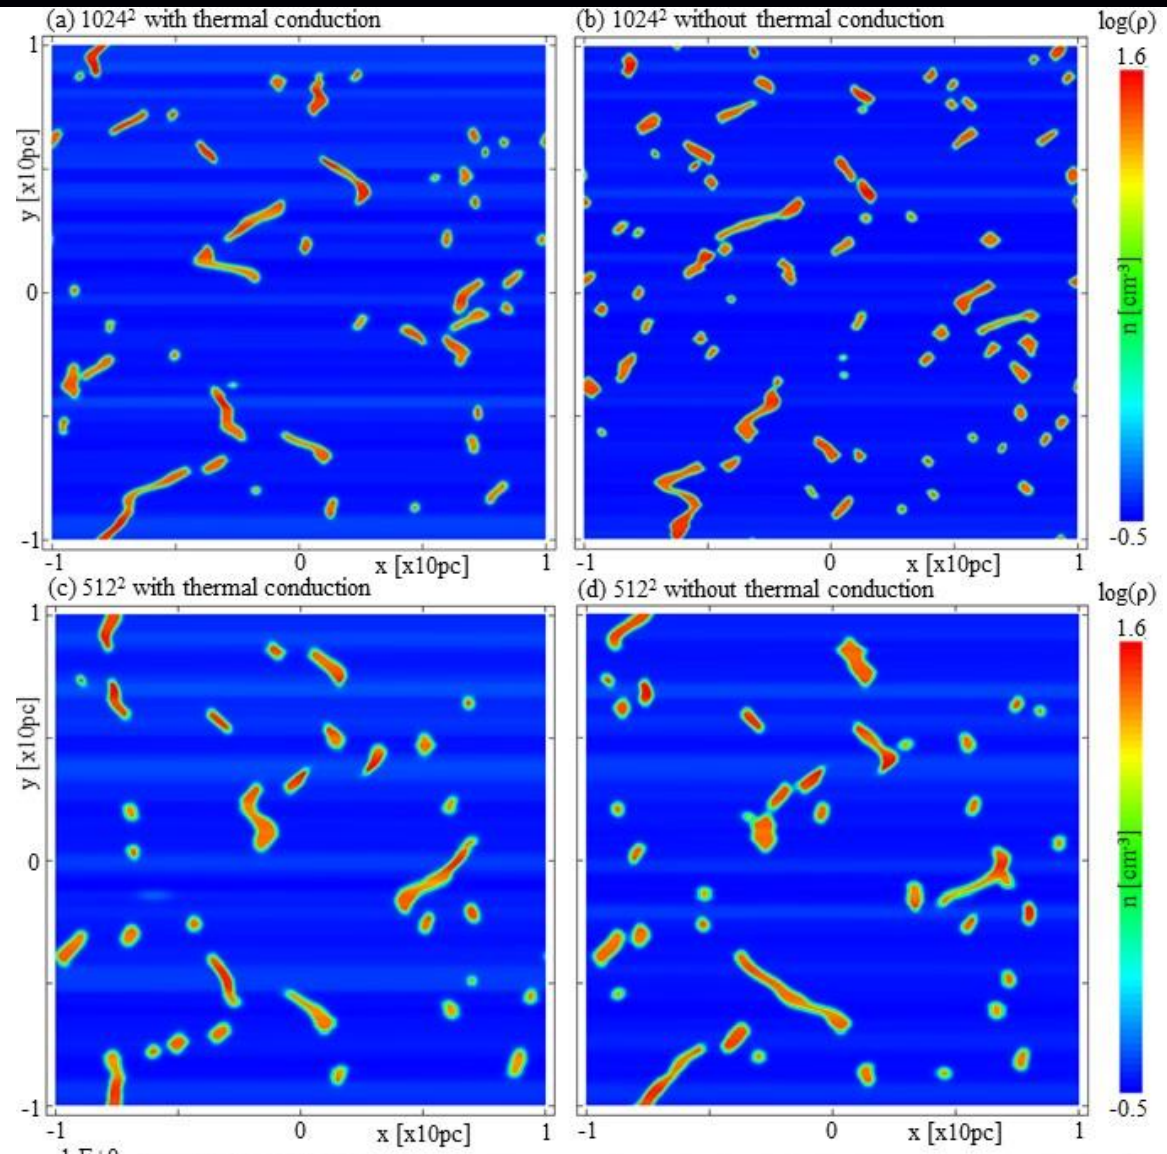 (a) 1024² with thermal conduction
(b) 1024² without thermal conduction
log(ρ)
1.6
n [cm⁻³]
-0.5
1
0
-1
y [x10pc]
-1
0
x [x10pc]
1
-1
0
x [x10pc]
1
(c) 512² with thermal conduction
(d) 512² without thermal conduction
log(ρ)
1.6
n [cm⁻³]
-0.5
1
0
-1
y [x10pc]
-1
0
x [x10pc]
1
-1
0
x [x10pc]
1